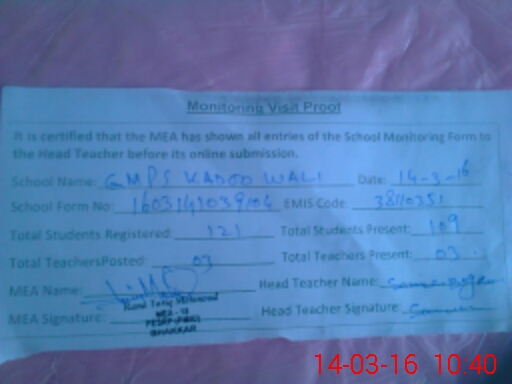 Monitoring Visit Proof
It is certified that the MEA has shown all entries of the School Monitoring Form to
the Head Teacher before its online submission.
School Name: GMPS KADOO WALI Date: 14-3-16
School Form No: EMIS Code: 38110351
Total Students Registered: 121 Total Students Present: 109
Total TeachersPosted: 03 Total Teachers Present: 03
MEA Name: Head Teacher Name:
MEA Signature: Head Teacher Signature:
BHAKKAR
14-03-16 10:40